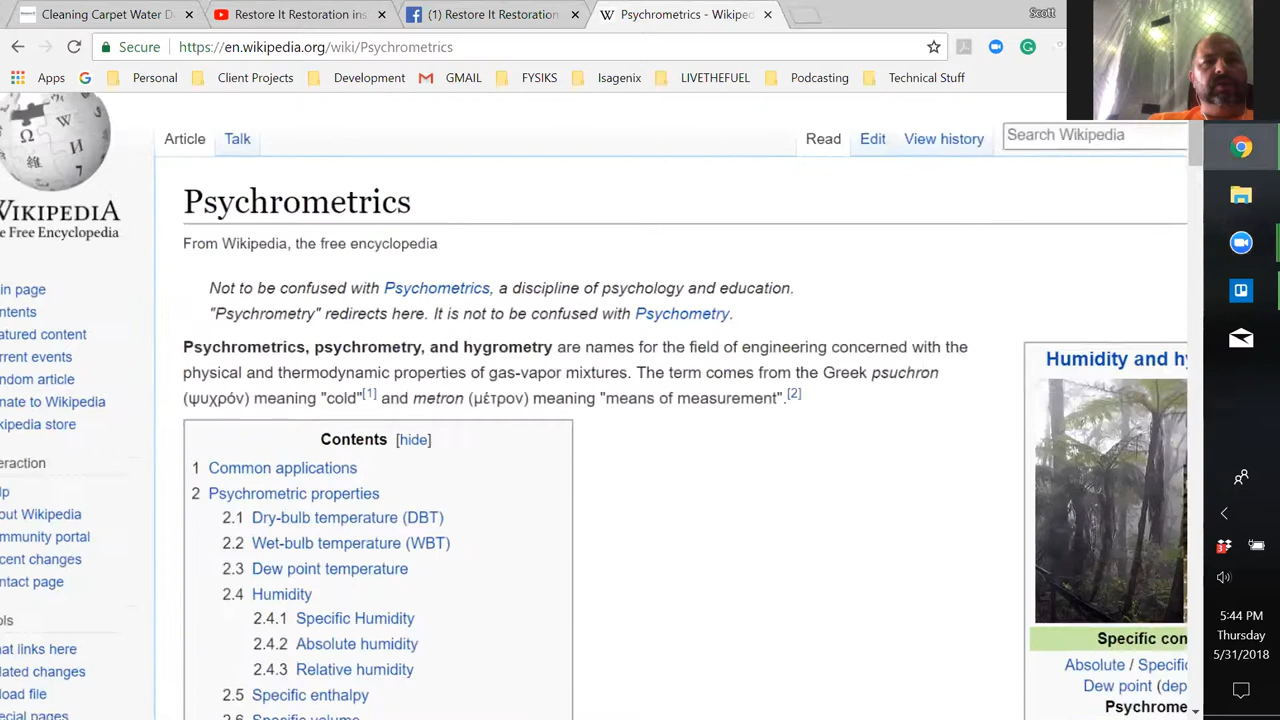 Cleaning Carpet Water D
Restore It Restoration in
(1) Restore It Restoration
Psychrometrics - Wikiped
Scott
Secure
https://en.wikipedia.org/wiki/Psychrometrics
Apps
Personal
Client Projects
Development
GMAIL
FYSIKS
Isagenix
LIVETHEFUEL
Podcasting
Technical Stuff
WIKIPEDIA
e Free Encyclopedia
in page
ntents
atured content
rrent events
ndom article
nate to Wikipedia
kipedia store
eraction
lp
out Wikipedia
mmunity portal
cent changes
ntact page
ols
at links here
lated changes
load file
ecial pages
Article
Talk
Read
Edit
View history
Search Wikipedia
Psychrometrics
From Wikipedia, the free encyclopedia
Not to be confused with Psychometrics, a discipline of psychology and education.
"Psychrometry" redirects here. It is not to be confused with Psychometry.
Psychrometrics, psychrometry, and hygrometry are names for the field of engineering concerned with the
physical and thermodynamic properties of gas-vapor mixtures. The term comes from the Greek psuchron
(ψυχρόν) meaning "cold"[1] and metron (μέτρον) meaning "means of measurement".[2]
Contents [hide]
1 Common applications
2 Psychrometric properties
2.1 Dry-bulb temperature (DBT)
2.2 Wet-bulb temperature (WBT)
2.3 Dew point temperature
2.4 Humidity
2.4.1 Specific Humidity
2.4.2 Absolute humidity
2.4.3 Relative humidity
2.5 Specific enthalpy
2.6 Specific volume
Humidity and hy
Specific con
Absolute / Specific
Dew point (dep
Psychrome
5:44 PM
Thursday
5/31/2018